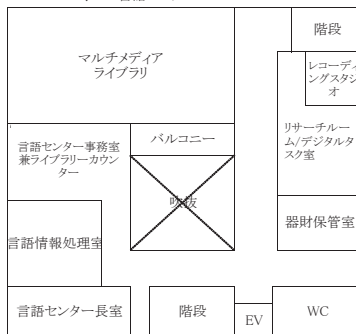 階段
マルチメディア
ライブラリ
レコーディ
ングスタジ
オ
リサーチルー
ム/デジタルタ
スク室
バルコニー
言語センター事務室
兼ライブラリーカウン
ター
吹抜
器財保管室
言語情報処理室
言語センター長室
階段
EV
WC